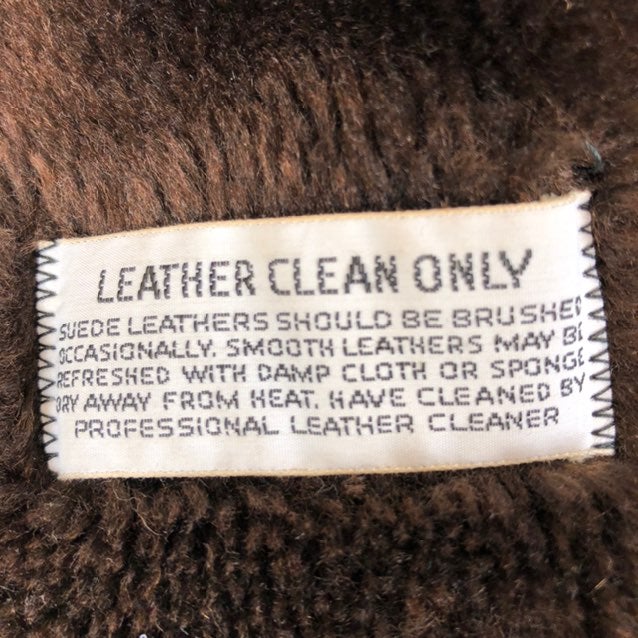 LEATHER CLEAN ONLY
SUEDE LEATHERS SHOULD BE BRUSHED
OCCASIONALLY. SMOOTH LEATHERS MAY BE
REFRESHED WITH DAMP CLOTH OR SPONGE
DRY AWAY FROM HEAT. HAVE CLEANED BY
PROFESSIONAL LEATHER CLEANER